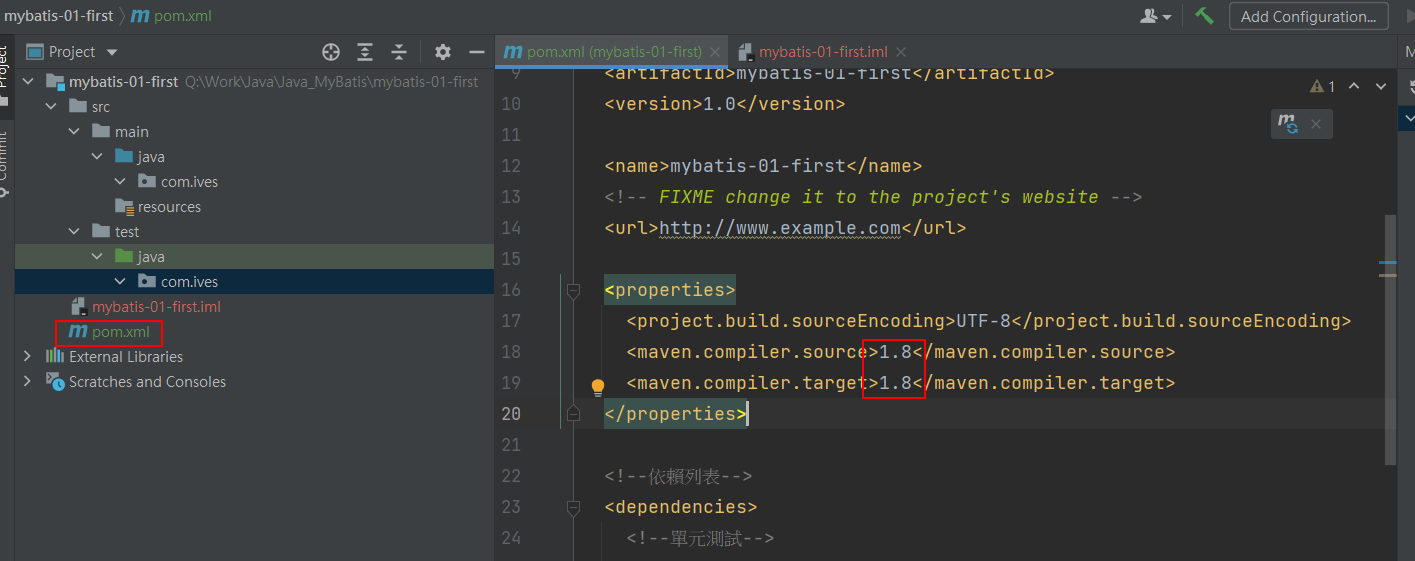 mybatis-01-first
pom.xml
Add Configuration...
Project
Commit
Project
mybatis-01-first Q:\Work\Java\Java_MyBatis\mybatis-01-first
src
main
java
com.ives
resources
test
java
com.ives
mybatis-01-first.iml
pom.xml
External Libraries
Scratches and Consoles
pom.xml (mybatis-01-first)
mybatis-01-first.iml
M
1
9 <artifactId>mybatis-01-first</artifactId>
10 <version>1.0</version>
11
12 <name>mybatis-01-first</name>
13 <!-- FIXME change it to the project's website -->
14 <url>http://www.example.com</url>
15
16 <properties>
17 <project.build.sourceEncoding>UTF-8</project.build.sourceEncoding>
18 <maven.compiler.source>1.8</maven.compiler.source>
19 <maven.compiler.target>1.8</maven.compiler.target>
20 </properties>
21
22 <!--依賴列表-->
23 <dependencies>
24 <!--單元測試-->